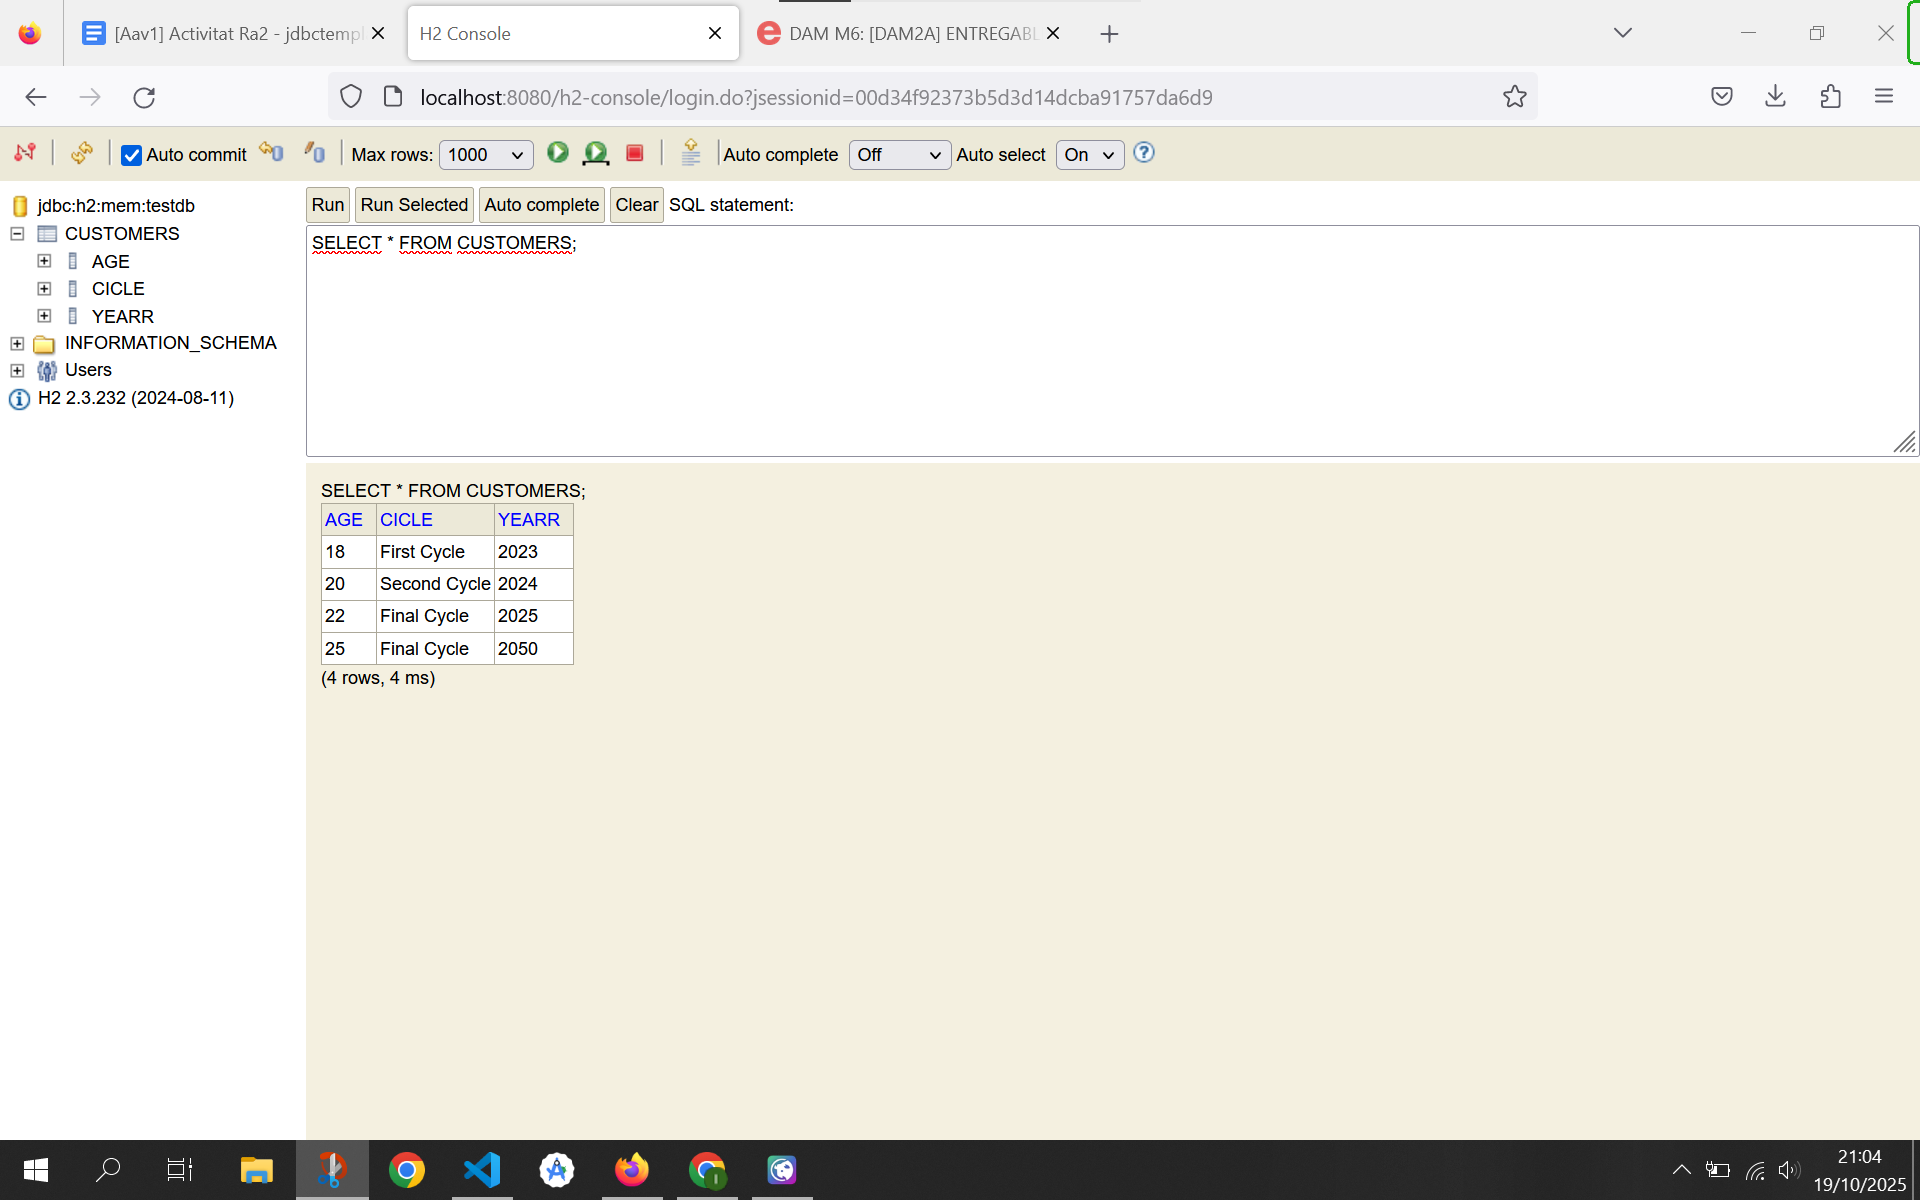 [Aav1] Activitat Ra2 - jdbctempl
H2 Console
DAM M6: [DAM2A] ENTREGABL
localhost:8080/h2-console/login.do?jsessionid=00d34f92373b5d3d14dcba91757da6d9
Auto commit
Max rows: 1000
Auto complete Off
Auto select On
jdbc:h2:mem:testdb
CUSTOMERS
AGE
CICLE
YEARR
INFORMATION_SCHEMA
Users
H2 2.3.232 (2024-08-11)
Run Run Selected Auto complete Clear SQL statement:
SELECT * FROM CUSTOMERS;
SELECT * FROM CUSTOMERS;
AGE CICLE YEARR
18 First Cycle 2023
20 Second Cycle 2024
22 Final Cycle 2025
25 Final Cycle 2050
(4 rows, 4 ms)
21:04
19/10/2025